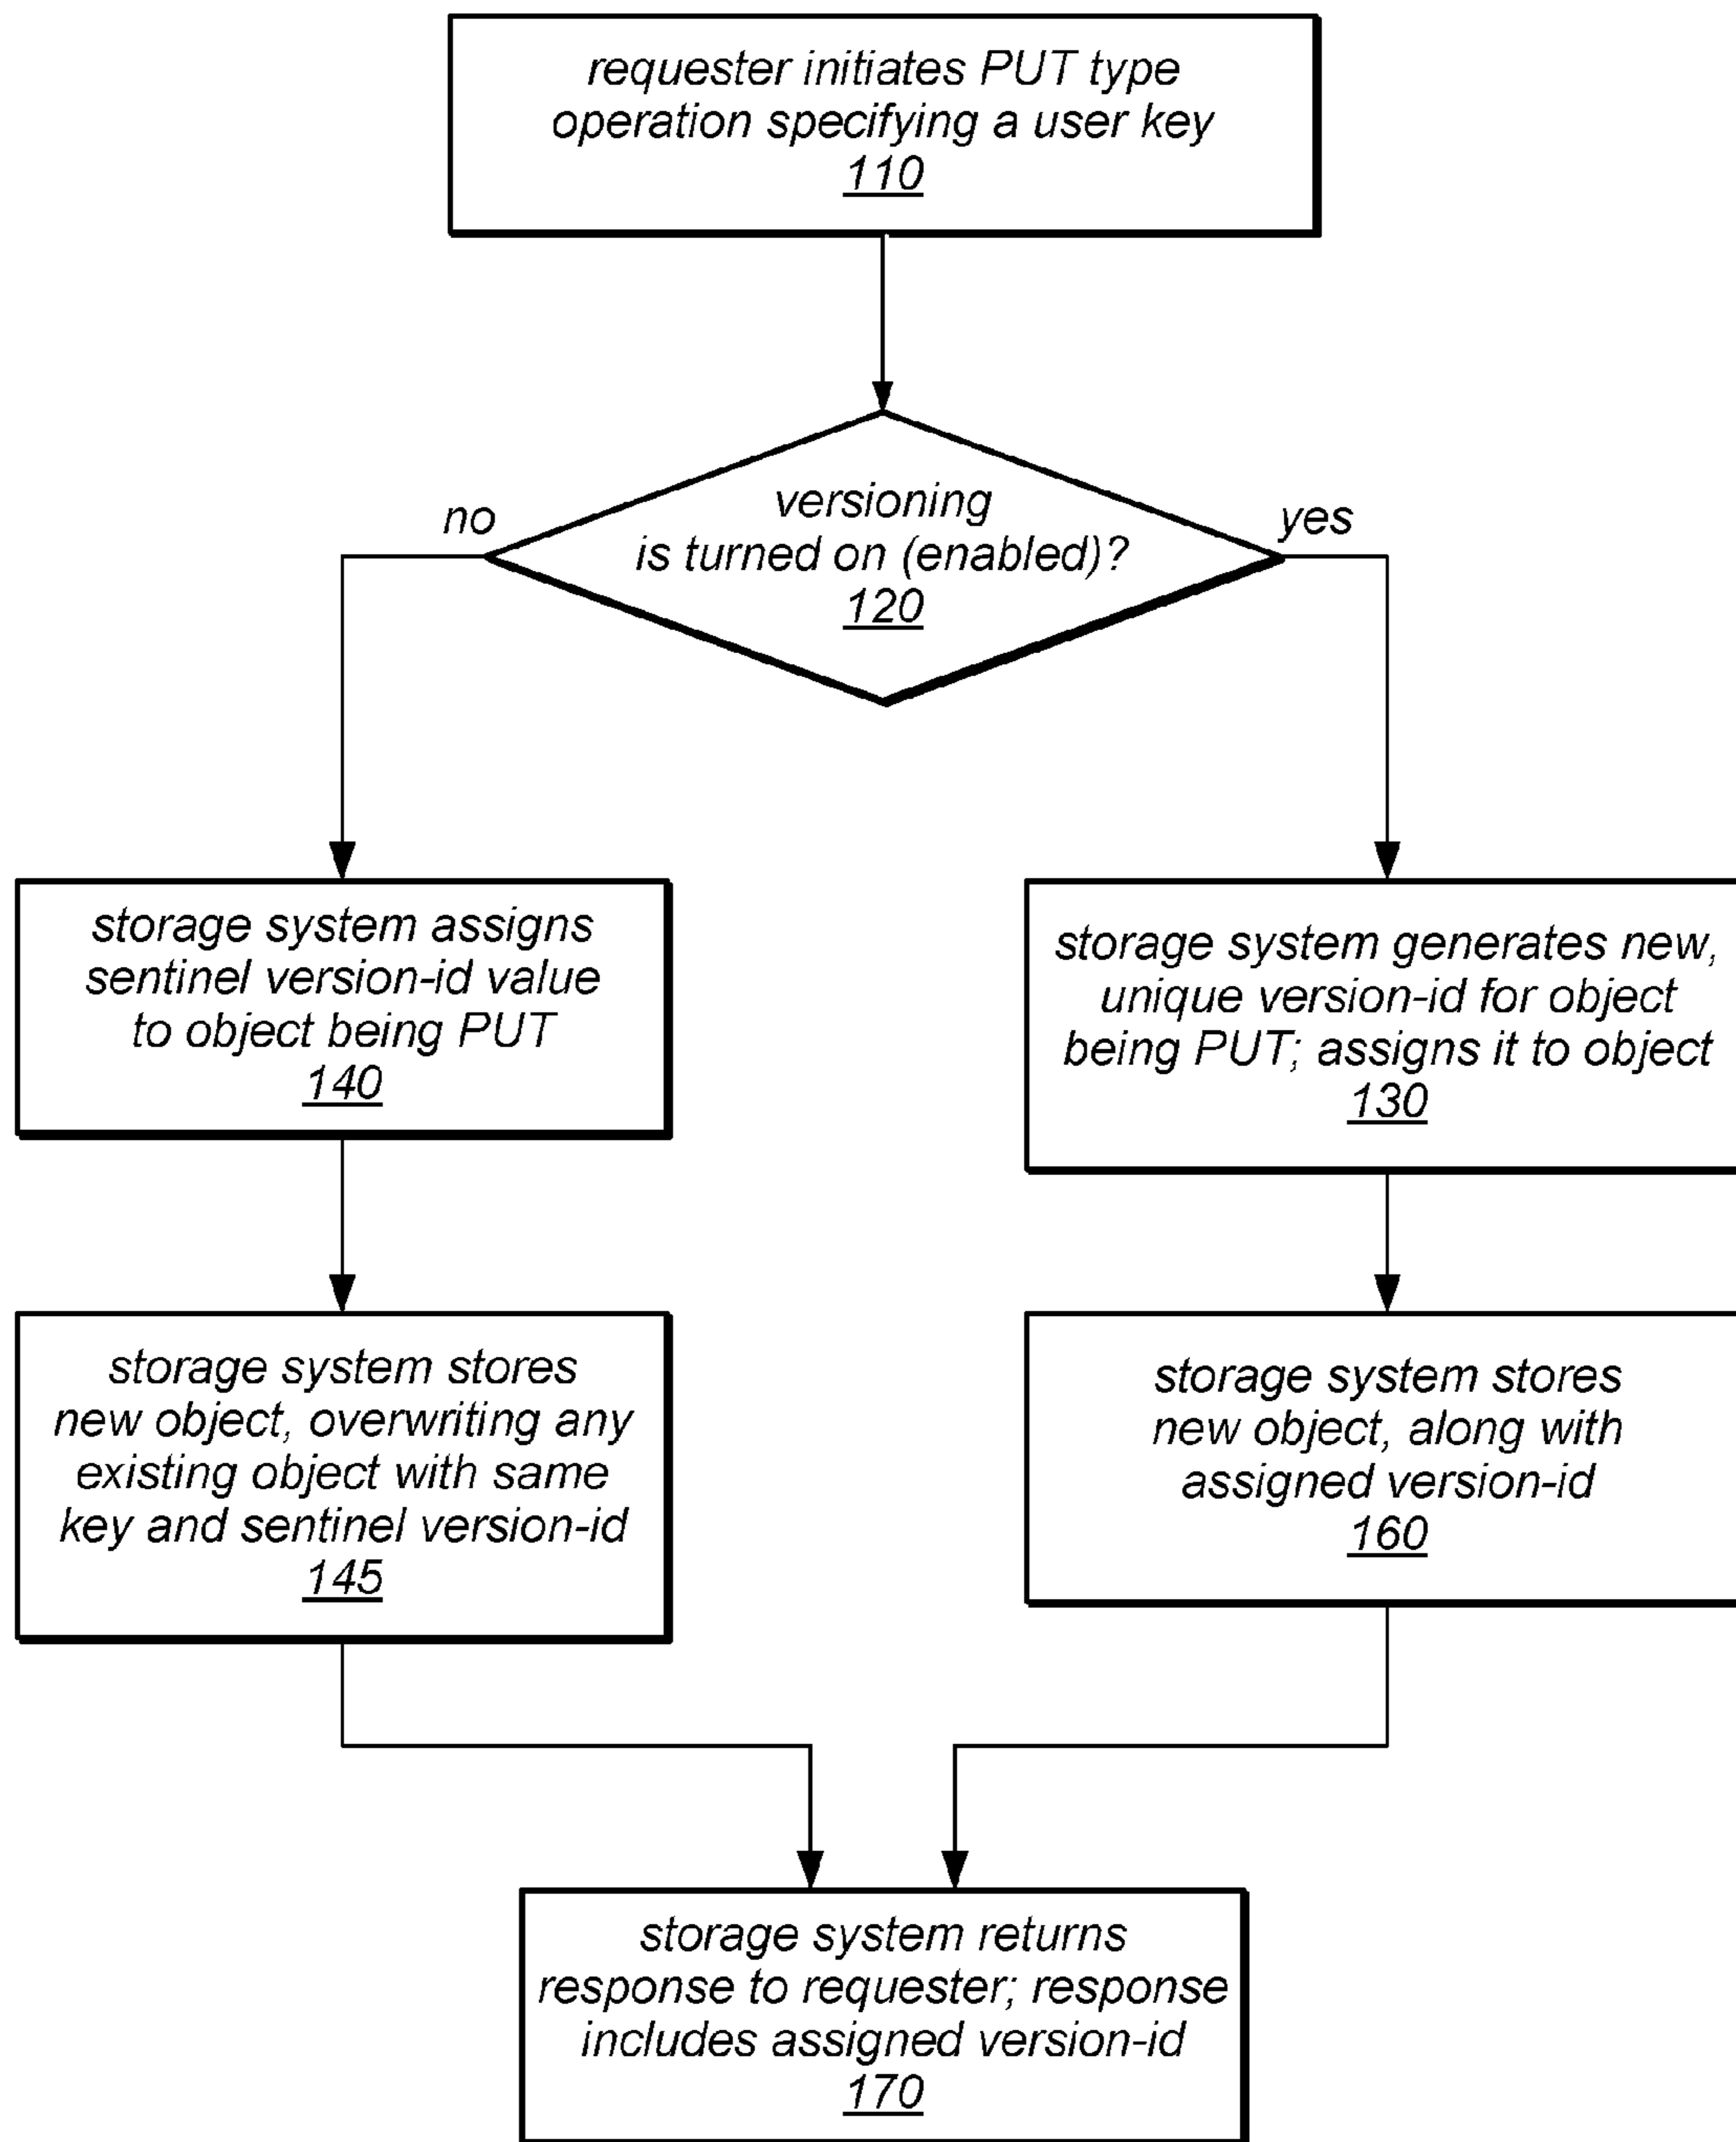 requester initiates PUT type
operation specifying a user key
110
no
yes
versioning
is turned on (enabled)?
120
storage system assigns
sentinel version-id value
to object being PUT
140
storage system generates new,
unique version-id for object
being PUT; assigns it to object
130
storage system stores
new object, overwriting any
existing object with same
key and sentinel version-id
145
storage system stores
new object, along with
assigned version-id
160
storage system returns
response to requester; response
includes assigned version-id
170